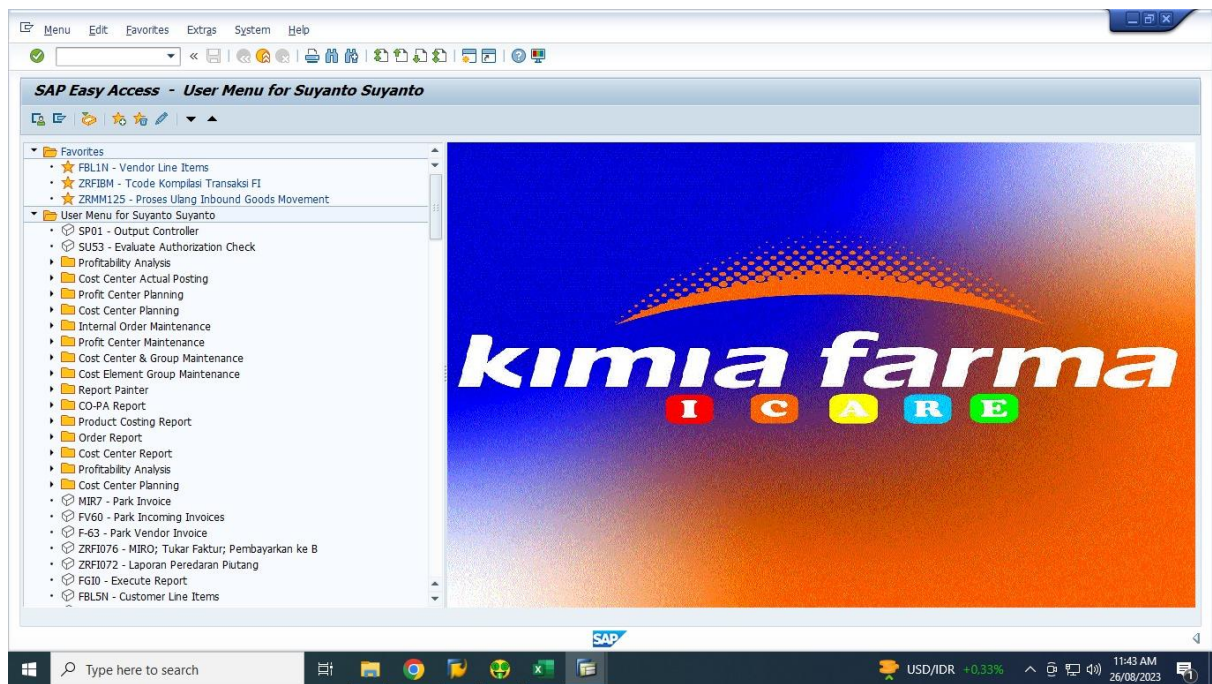 Menu Edit Favorites Extras System Help
SAP Easy Access - User Menu for Suyanto Suyanto
Favorites
FBL1N - Vendor Line Items
ZRFIBM - Tcode Kompilasi Transaksi FI
ZRMM125 - Proses Ulang Inbound Goods Movement
User Menu for Suyanto Suyanto
SP01 - Output Controller
SU53 - Evaluate Authorization Check
Profitability Analysis
Cost Center Actual Posting
Profit Center Planning
Cost Center Planning
Internal Order Maintenance
Profit Center Maintenance
Cost Center & Group Maintenance
Cost Element Group Maintenance
Report Painter
CO-PA Report
Product Costing Report
Order Report
Cost Center Report
Profitability Analysis
Cost Center Planning
MIR7 - Park Invoice
FV60 - Park Incoming Invoices
F-63 - Park Vendor Invoice
ZRFI076 - MIRO; Tukar Faktur; Pembayarkan ke B
ZRFI072 - Laporan Peredaran Piutang
FGI0 - Execute Report
FBL5N - Customer Line Items
kimia farma
I C A R E
SAP
Type here to search
USD/IDR +0,33%
11:43 AM
26/08/2023
1